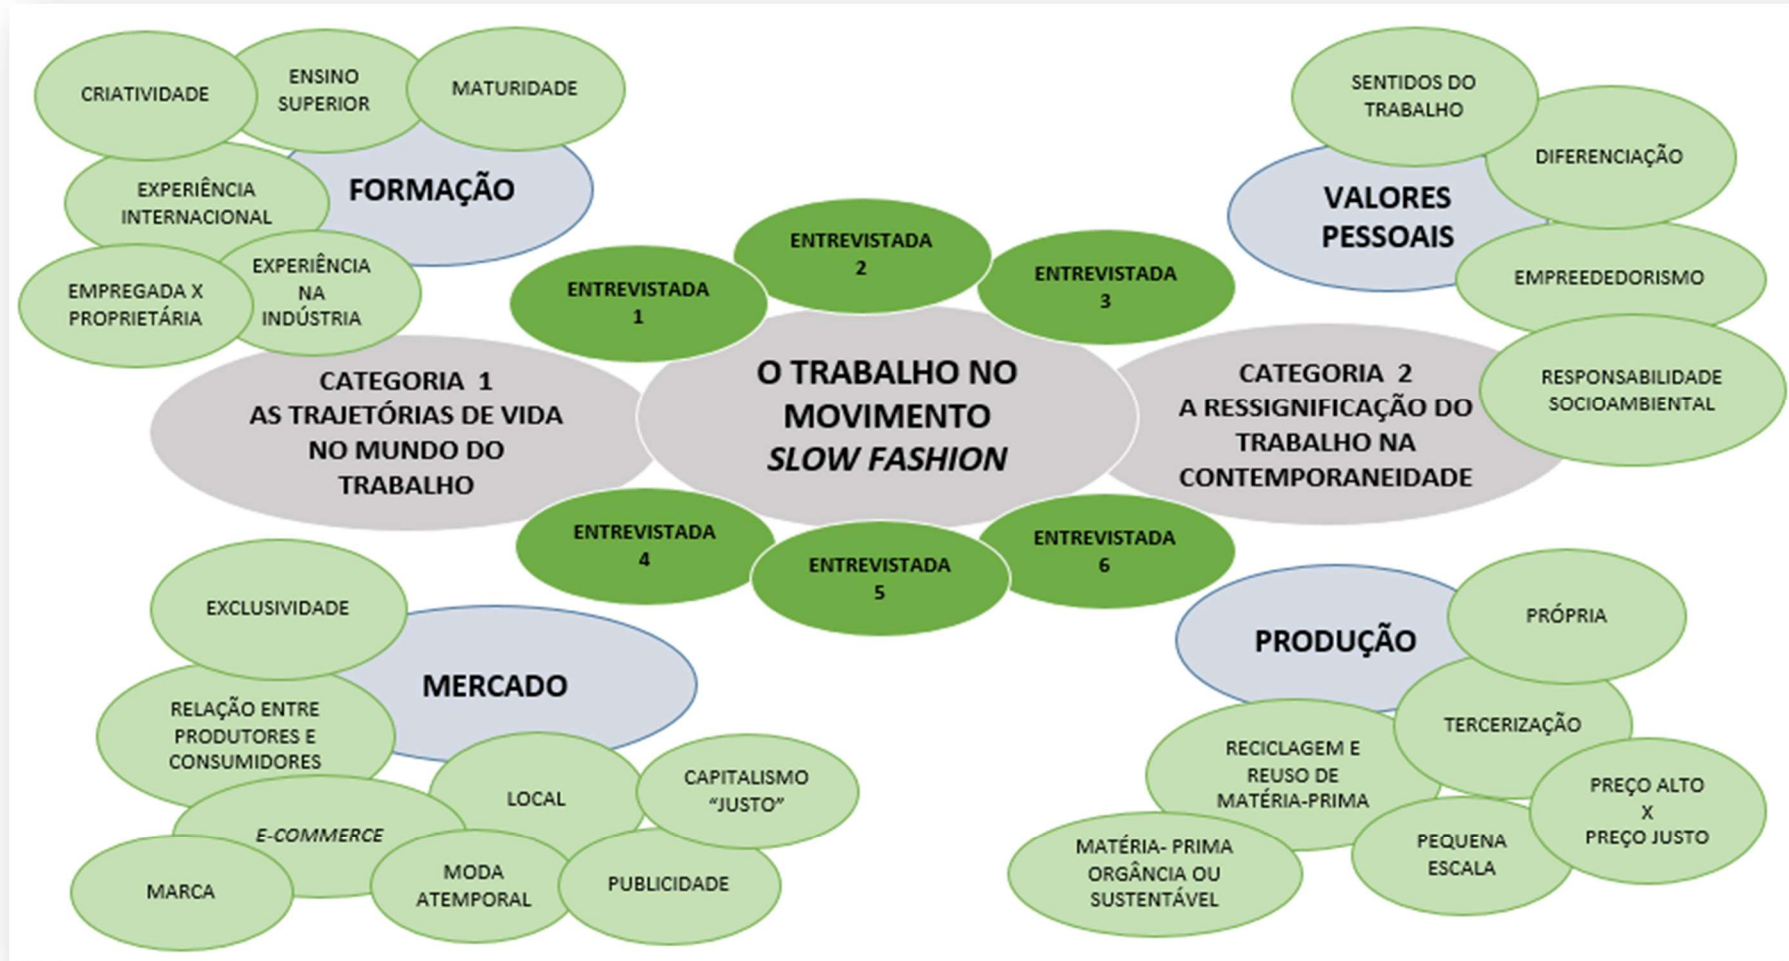 CRIATIVIDADE
ENSINO
SUPERIOR
MATURIDADE
EXPERIÊNCIA
INTERNACIONAL
FORMAÇÃO
EMPREGADA X
PROPRIETÁRIA
EXPERIÊNCIA
NA
INDÚSTRIA
SENTIDOS DO
TRABALHO
DIFERENCIAÇÃO
VALORES
PESSOAIS
EMPREEDEDORISMO
RESPONSABILIDADE
SOCIOAMBIENTAL
ENTREVISTADA
1
ENTREVISTADA
2
ENTREVISTADA
3
CATEGORIA 1
AS TRAJETÓRIAS DE VIDA
NO MUNDO DO
TRABALHO
O TRABALHO NO
MOVIMENTO
SLOW FASHION
CATEGORIA 2
A RESSIGNIFICAÇÃO DO
TRABALHO NA
CONTEMPORANEIDADE
ENTREVISTADA
4
ENTREVISTADA
5
ENTREVISTADA
6
EXCLUSIVIDADE
MERCADO
RELAÇÃO ENTRE
PRODUTORES E
CONSUMIDORES
LOCAL
CAPITALISMO
“JUSTO”
E-COMMERCE
MARCA
MODA
ATEMPORAL
PUBLICIDADE
PRODUÇÃO
PRÓPRIA
TERCERIZAÇÃO
RECICLAGEM E
REUSO DE
MATÉRIA-PRIMA
PREÇO ALTO
X
PREÇO JUSTO
MATÉRIA- PRIMA
ORGÂNCIA OU
SUSTENTÁVEL
PEQUENA
ESCALA